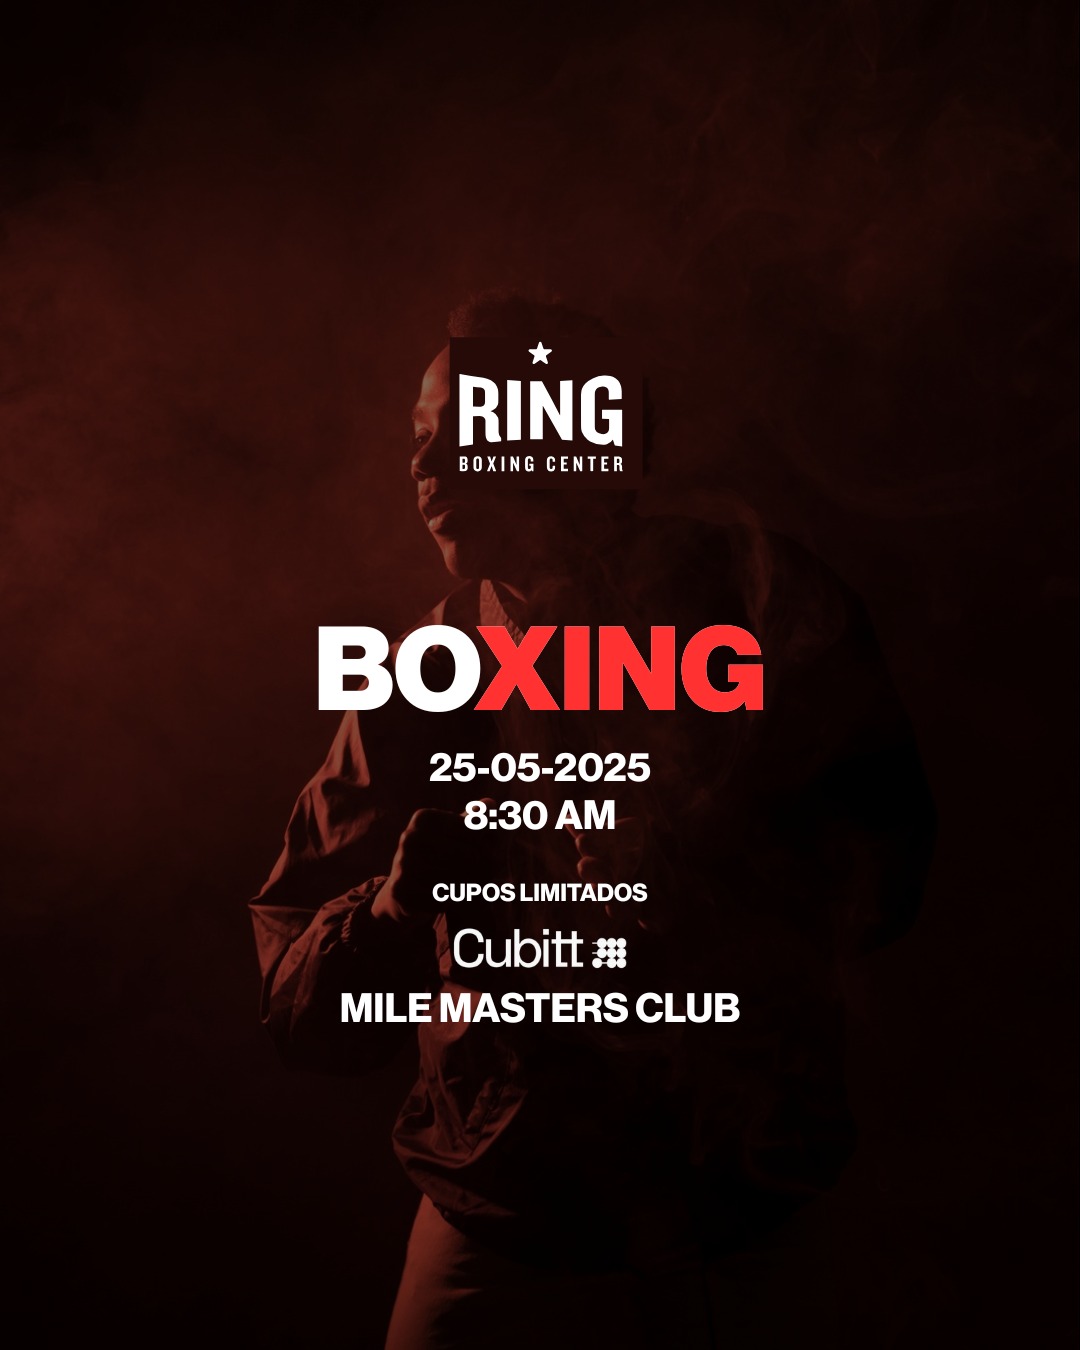 RING
BOXING CENTER
BOXING
25-05-2025
8:30 AM
CUPOS LIMITADOS
Cubitt
MILE MASTERS CLUB